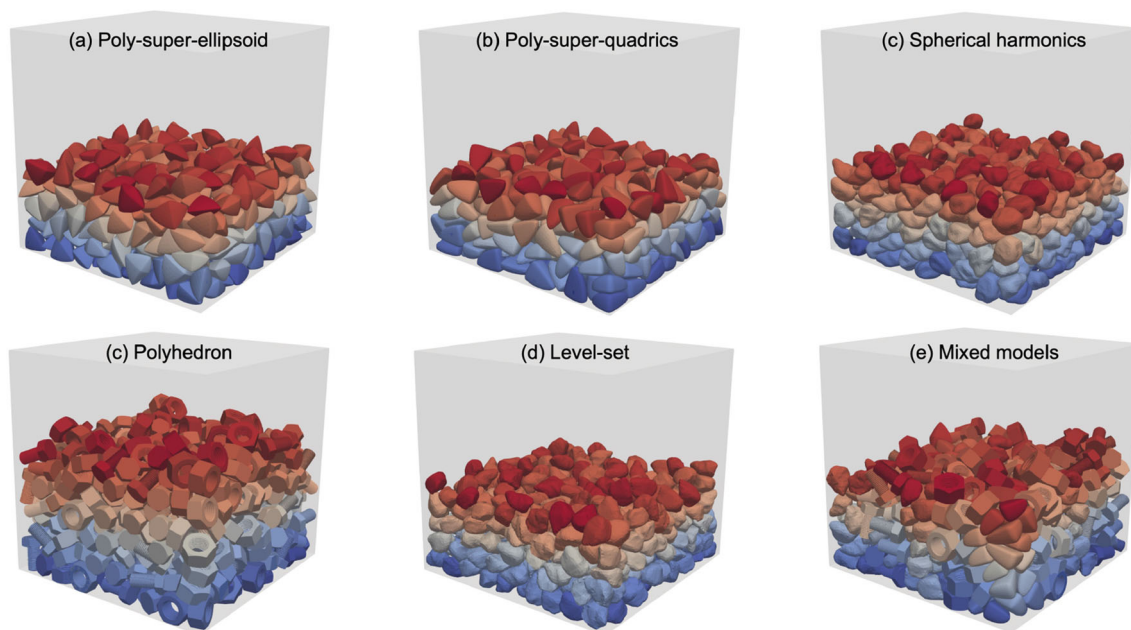 (a) Poly-super-ellipsoid
(b) Poly-super-quadrics
(c) Spherical harmonics
(c) Polyhedron
(d) Level-set
(e) Mixed models